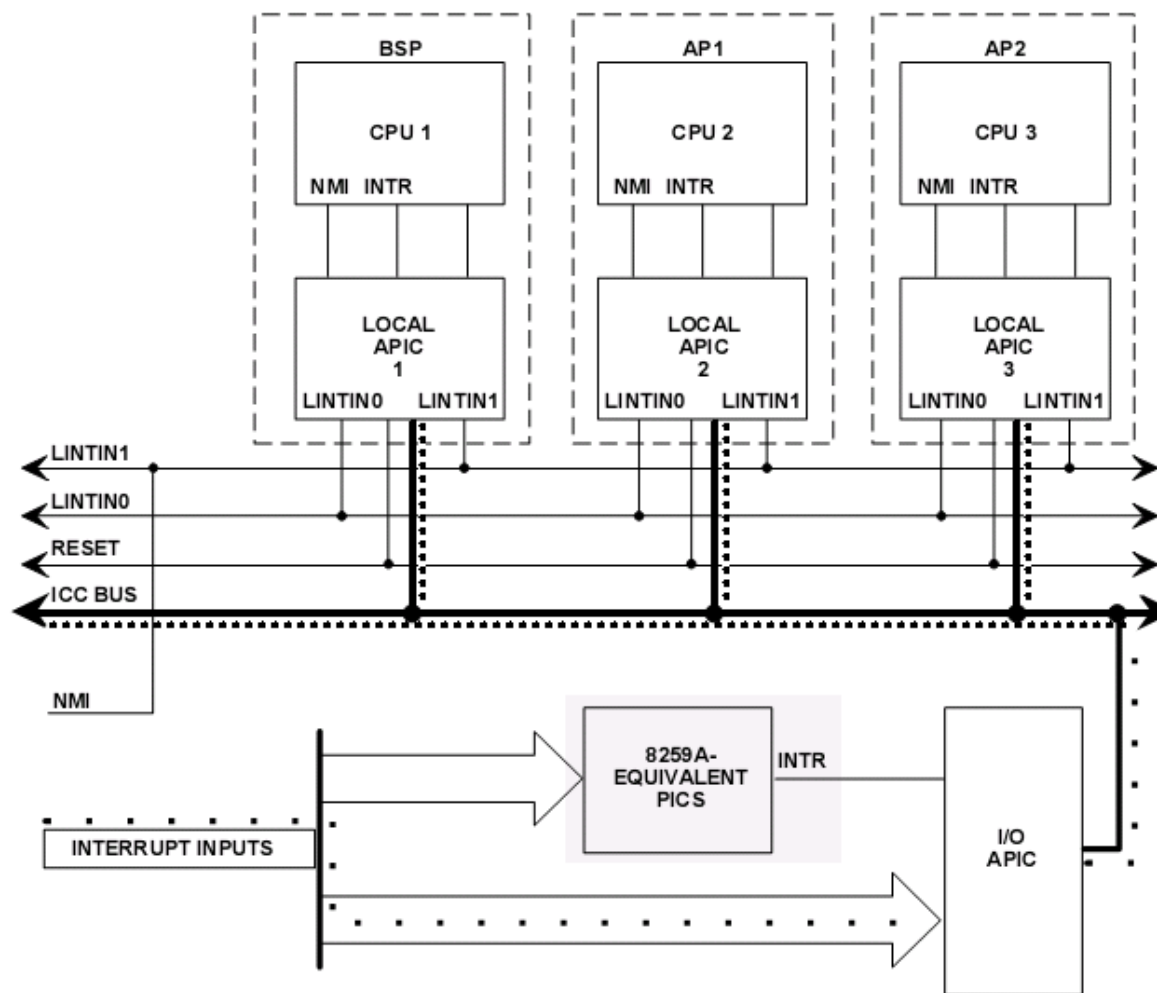 BSP
AP1
AP2
CPU 1
CPU 2
CPU 3
NMI INTR
NMI INTR
NMI INTR
LOCAL
APIC
1
LOCAL
APIC
2
LOCAL
APIC
3
LINTIN0 LINTIN1
LINTIN0 LINTIN1
LINTIN0 LINTIN1
LINTIN1
LINTIN0
RESET
ICC BUS
NMI
8259A-
EQUIVALENT
PICS
INTR
INTERRUPT INPUTS
I/O
APIC